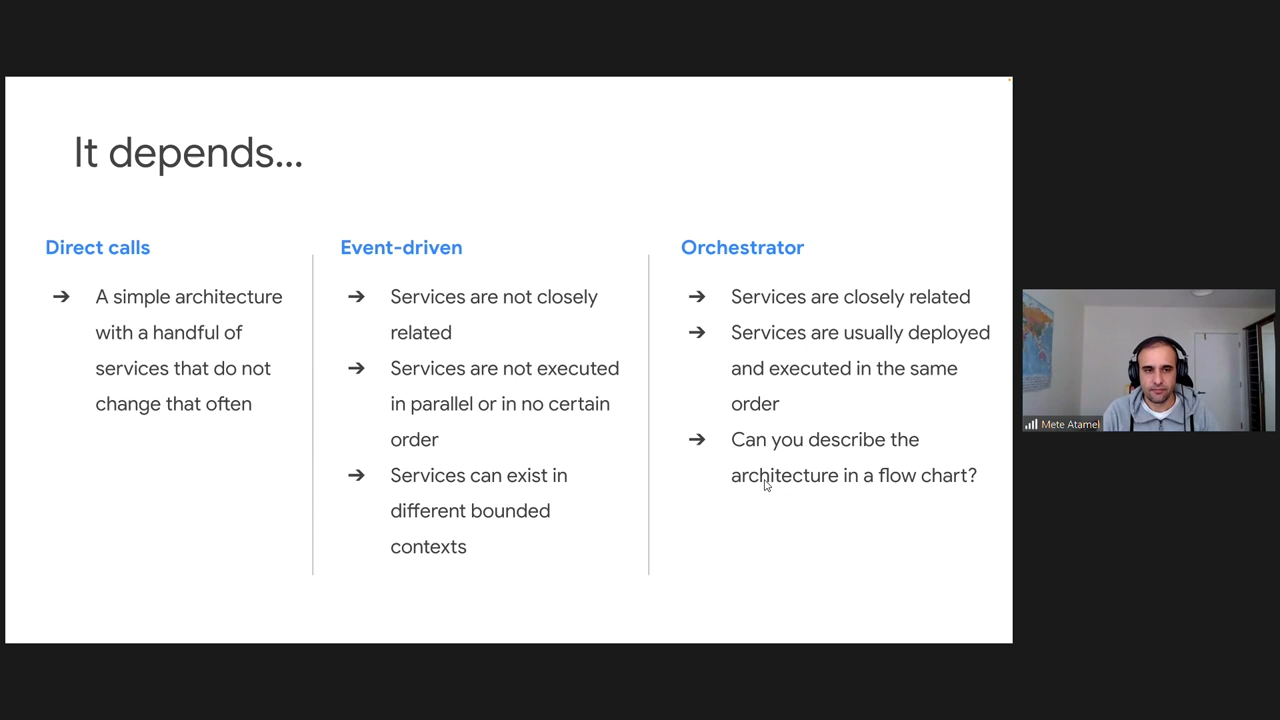 It depends...
Direct calls
➔ A simple architecture
with a handful of
services that do not
change that often
Event-driven
➔ Services are not closely
related
➔ Services are not executed
in parallel or in no certain
order
➔ Services can exist in
different bounded
contexts
Orchestrator
➔ Services are closely related
➔ Services are usually deployed
and executed in the same
order
➔ Can you describe the
architecture in a flow chart?
Mete Atamel